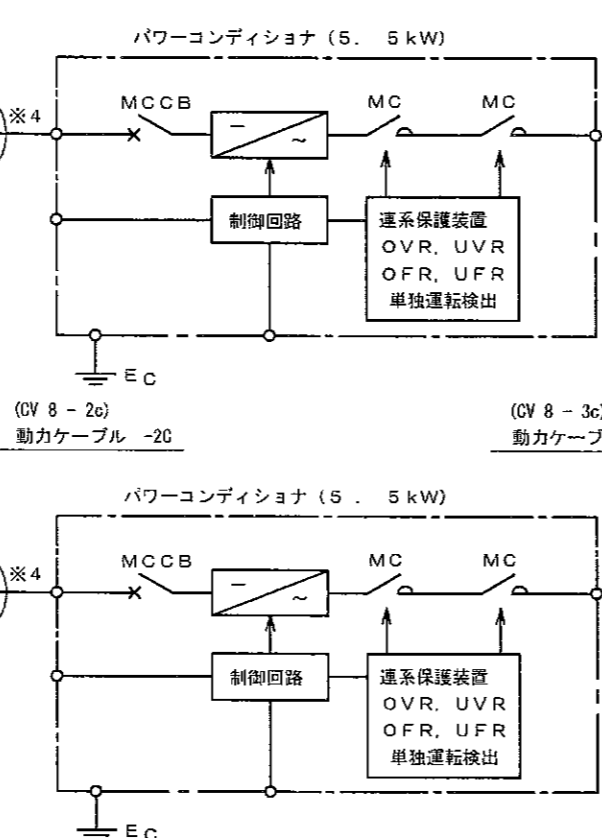 パワーコンディショナ (5. 5kW)
※4
MCCB
MC
MC
制御回路
連系保護装置
OVR, UVR
OFR, UFR
単独運転検出
EC
(CV 8 - 2c)
動力ケーブル -2C
(CV 8 - 3c)
動力ケーブ
パワーコンディショナ (5. 5kW)
※4
MCCB
MC
MC
制御回路
連系保護装置
OVR, UVR
OFR, UFR
単独運転検出
EC